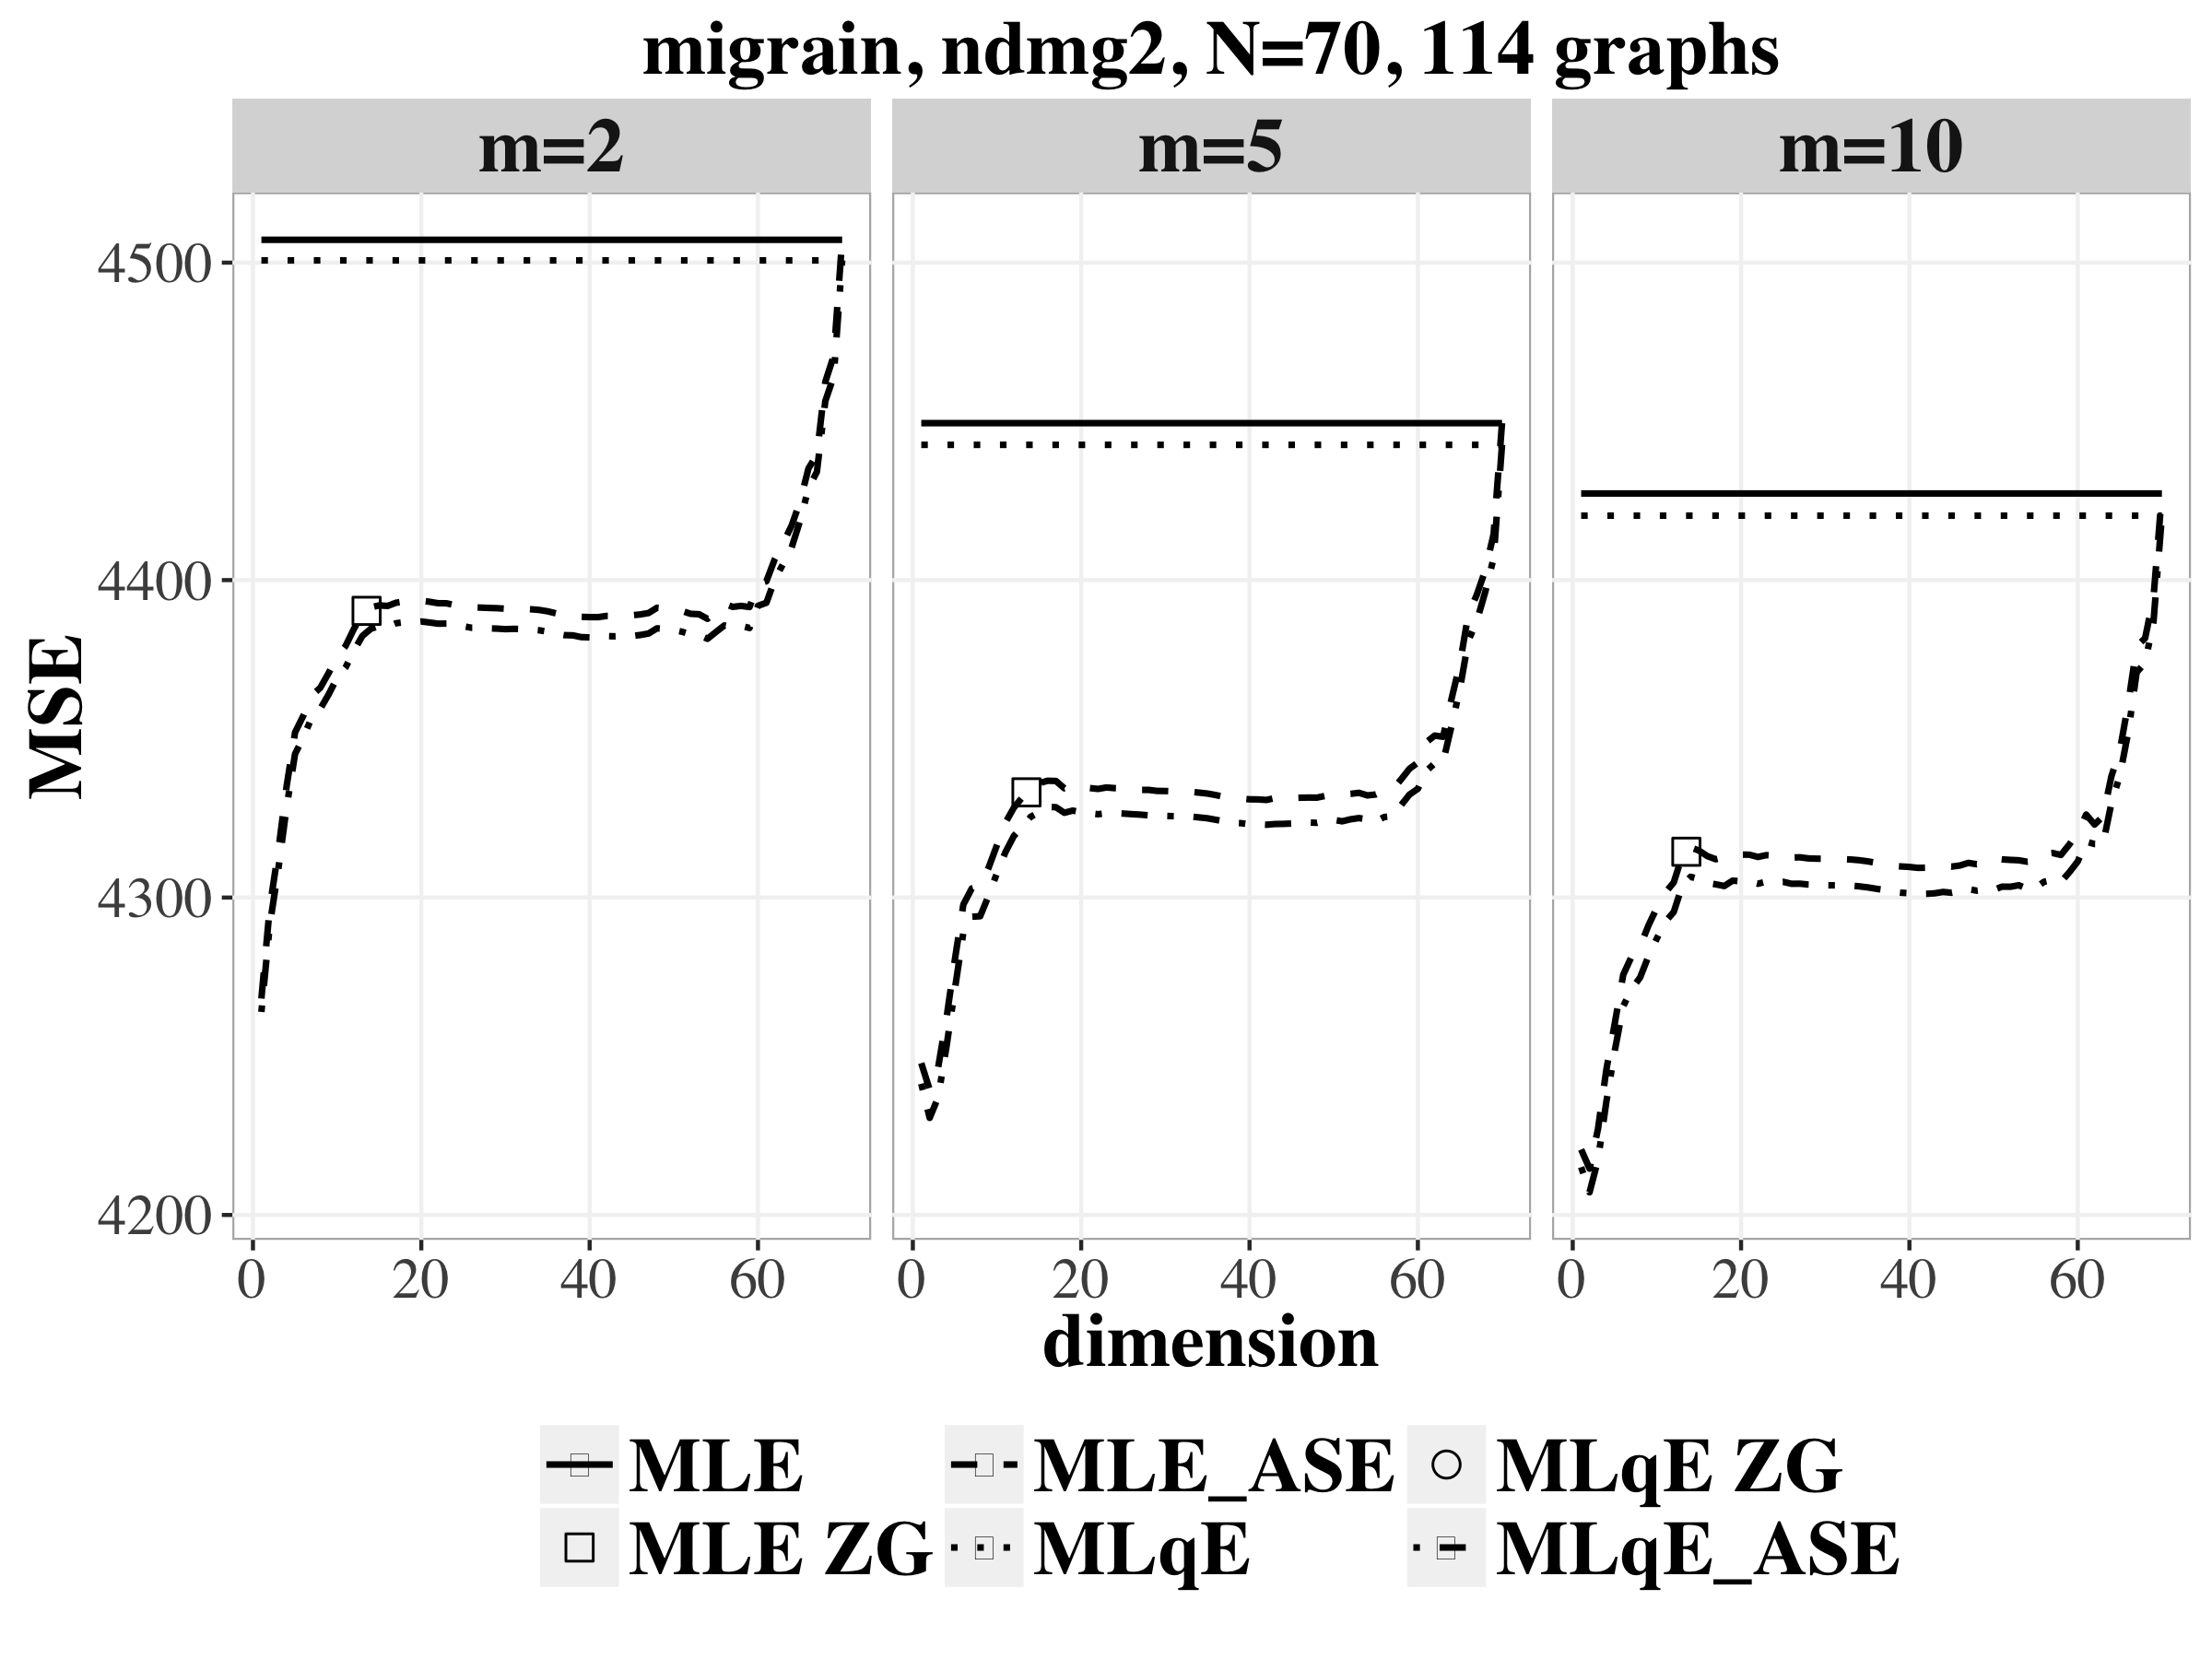 migrain, ndmg2, N=70, 114 graphs
m=2 m=5 m=10
MSE
4500
4400
4300
4200
0 20 40 60 0 20 40 60 0 20 40 60
dimension
MLE MLE_ASE MLqE ZG
MLE ZG MLqE MLqE_ASE